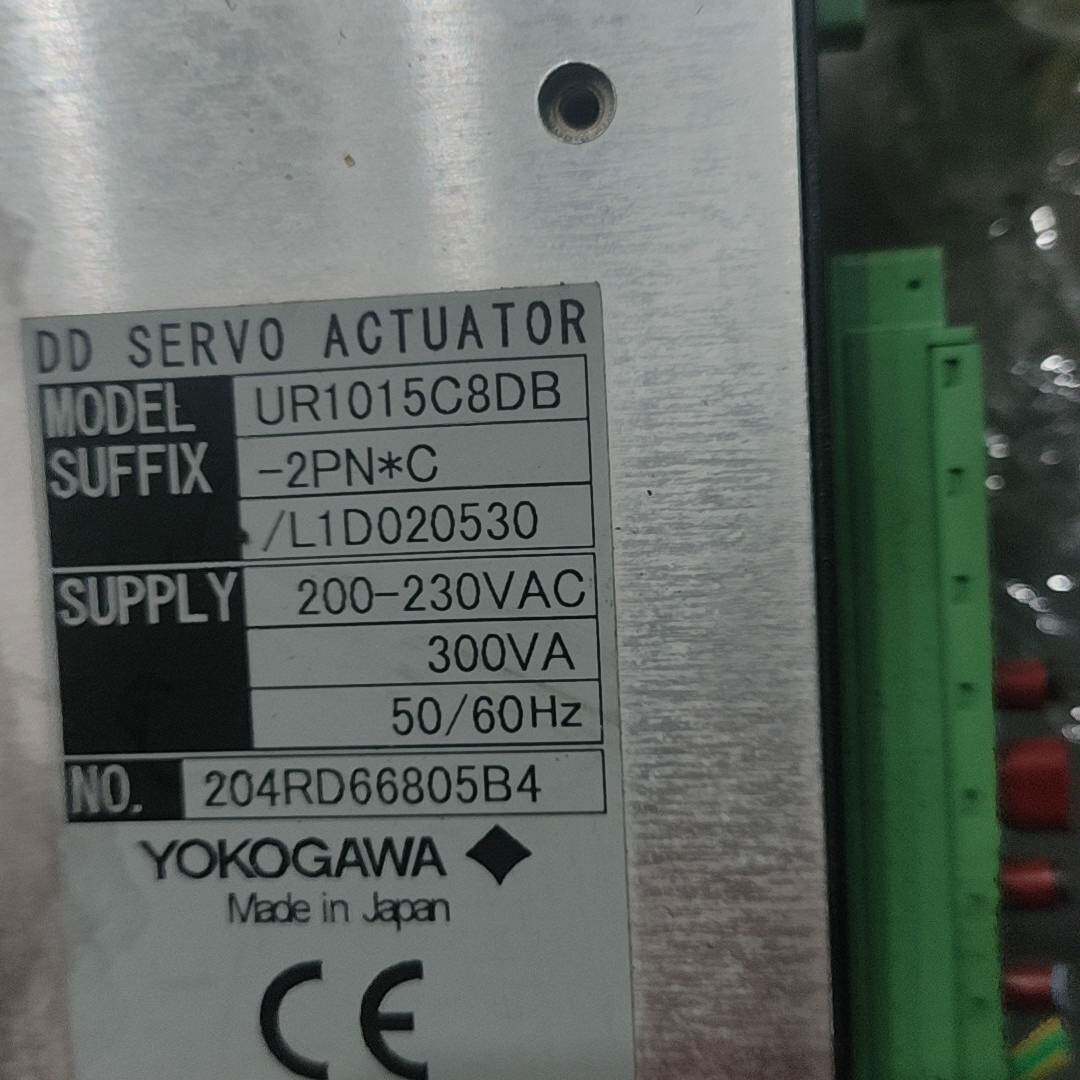 DD SERVO ACTUATOR
MODEL UR1015C8DB
SUFFIX -2PN*C
/L1D020530
SUPPLY 200-230VAC
300VA
50/60Hz
NO. 204RD66805B4
YOKOGAWA
Made in Japan
CE